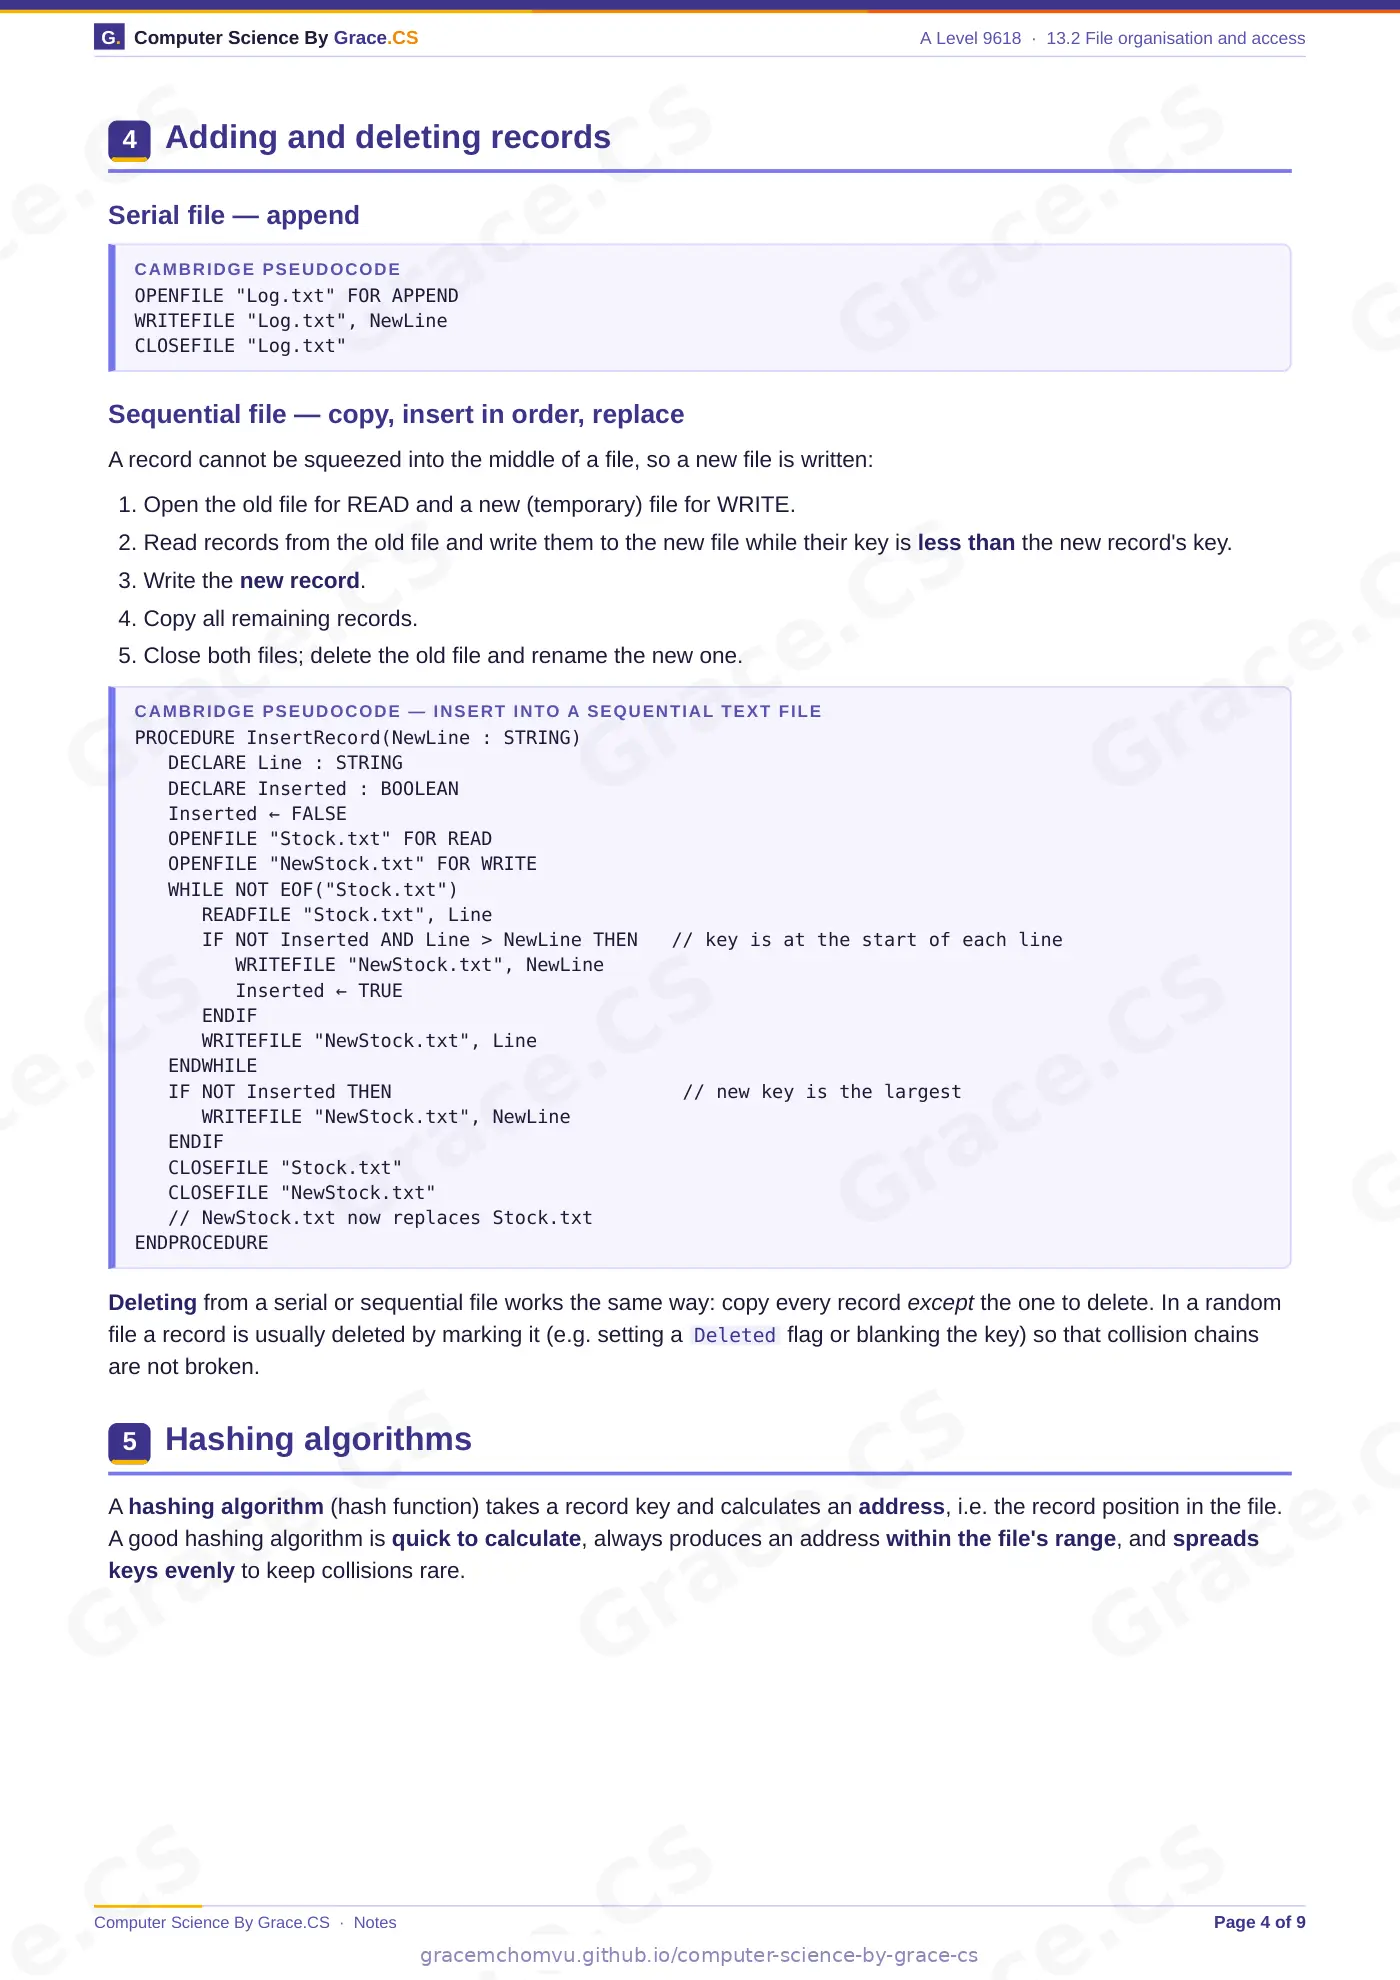 G. Computer Science By Grace.CS
A Level 9618 · 13.2 File organisation and access
4 Adding and deleting records
Serial file — append
CAMBRIDGE PSEUDOCODE
OPENFILE "Log.txt" FOR APPEND
WRITEFILE "Log.txt", NewLine
CLOSEFILE "Log.txt"
Sequential file — copy, insert in order, replace
A record cannot be squeezed into the middle of a file, so a new file is written:
1. Open the old file for READ and a new (temporary) file for WRITE.
2. Read records from the old file and write them to the new file while their key is less than the new record's key.
3. Write the new record.
4. Copy all remaining records.
5. Close both files; delete the old file and rename the new one.
CAMBRIDGE PSEUDOCODE — INSERT INTO A SEQUENTIAL TEXT FILE
PROCEDURE InsertRecord(NewLine : STRING)
   DECLARE Line : STRING
   DECLARE Inserted : BOOLEAN
   Inserted ← FALSE
   OPENFILE "Stock.txt" FOR READ
   OPENFILE "NewStock.txt" FOR WRITE
   WHILE NOT EOF("Stock.txt")
      READFILE "Stock.txt", Line
      IF NOT Inserted AND Line > NewLine THEN   // key is at the start of each line
         WRITEFILE "NewStock.txt", NewLine
         Inserted ← TRUE
      ENDIF
      WRITEFILE "NewStock.txt", Line
   ENDWHILE
   IF NOT Inserted THEN                          // new key is the largest
      WRITEFILE "NewStock.txt", NewLine
   ENDIF
   CLOSEFILE "Stock.txt"
   CLOSEFILE "NewStock.txt"
   // NewStock.txt now replaces Stock.txt
ENDPROCEDURE
Deleting from a serial or sequential file works the same way: copy every record except the one to delete. In a random
file a record is usually deleted by marking it (e.g. setting a Deleted flag or blanking the key) so that collision chains
are not broken.
5 Hashing algorithms
A hashing algorithm (hash function) takes a record key and calculates an address, i.e. the record position in the file.
A good hashing algorithm is quick to calculate, always produces an address within the file's range, and spreads
keys evenly to keep collisions rare.
Computer Science By Grace.CS · Notes
Page 4 of 9
gracemchomvu.github.io/computer-science-by-grace-cs